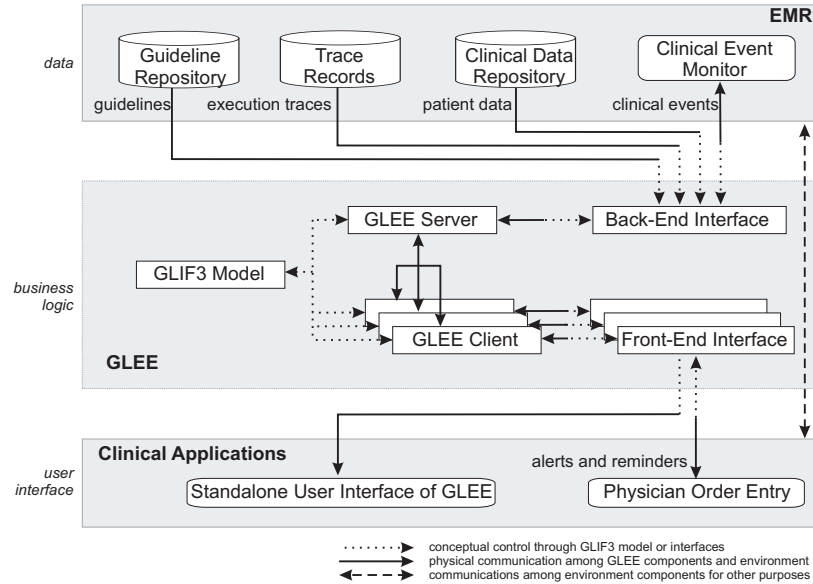 EMR
data
Guideline
Repository
Trace
Records
Clinical Data
Repository
Clinical Event
Monitor
guidelines
execution traces
patient data
clinical events
GLEE Server
Back-End Interface
GLIF3 Model
business
logic
GLEE Client
Front-End Interface
GLEE
Clinical Applications
user
interface
alerts and reminders
Standalone User Interface of GLEE
Physician Order Entry
conceptual control through GLIF3 model or interfaces
physical communication among GLEE components and environment
communications among environment components for other purposes